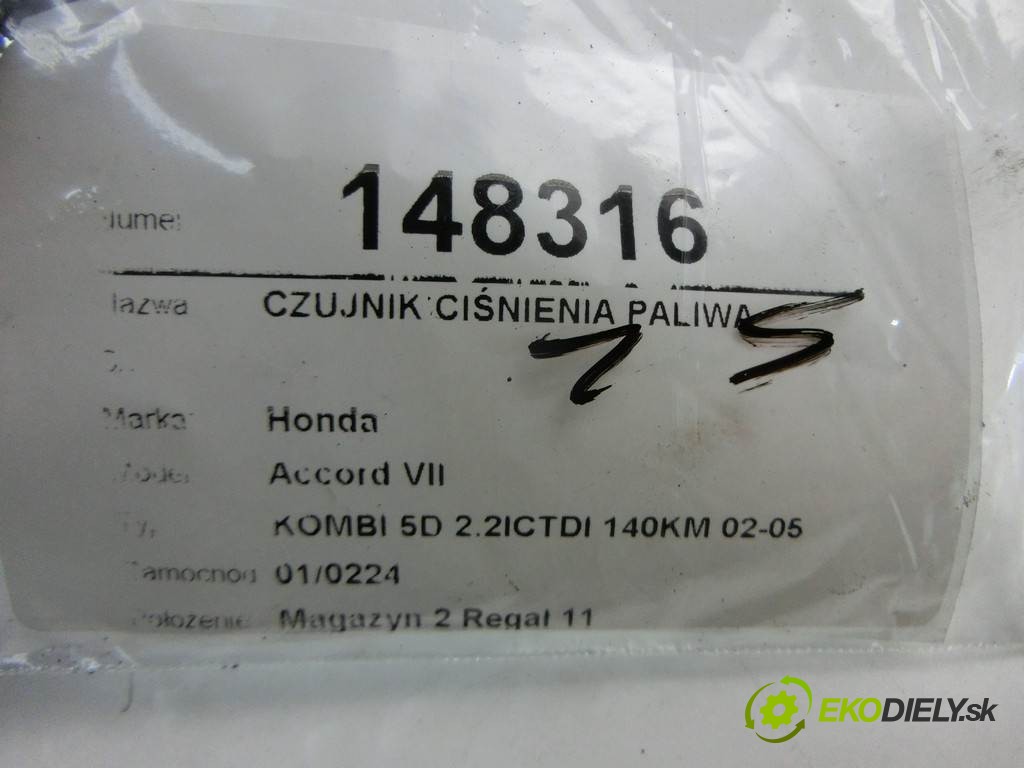 148316
CZUJNIK CIŚNIENIA PALIWA
Marka Honda
Accord VII
KOMBI 5D 2.2ICTDI 140KM 02-05
01/0224
Magazyn 2 Regał 11
EKODIELY.sk